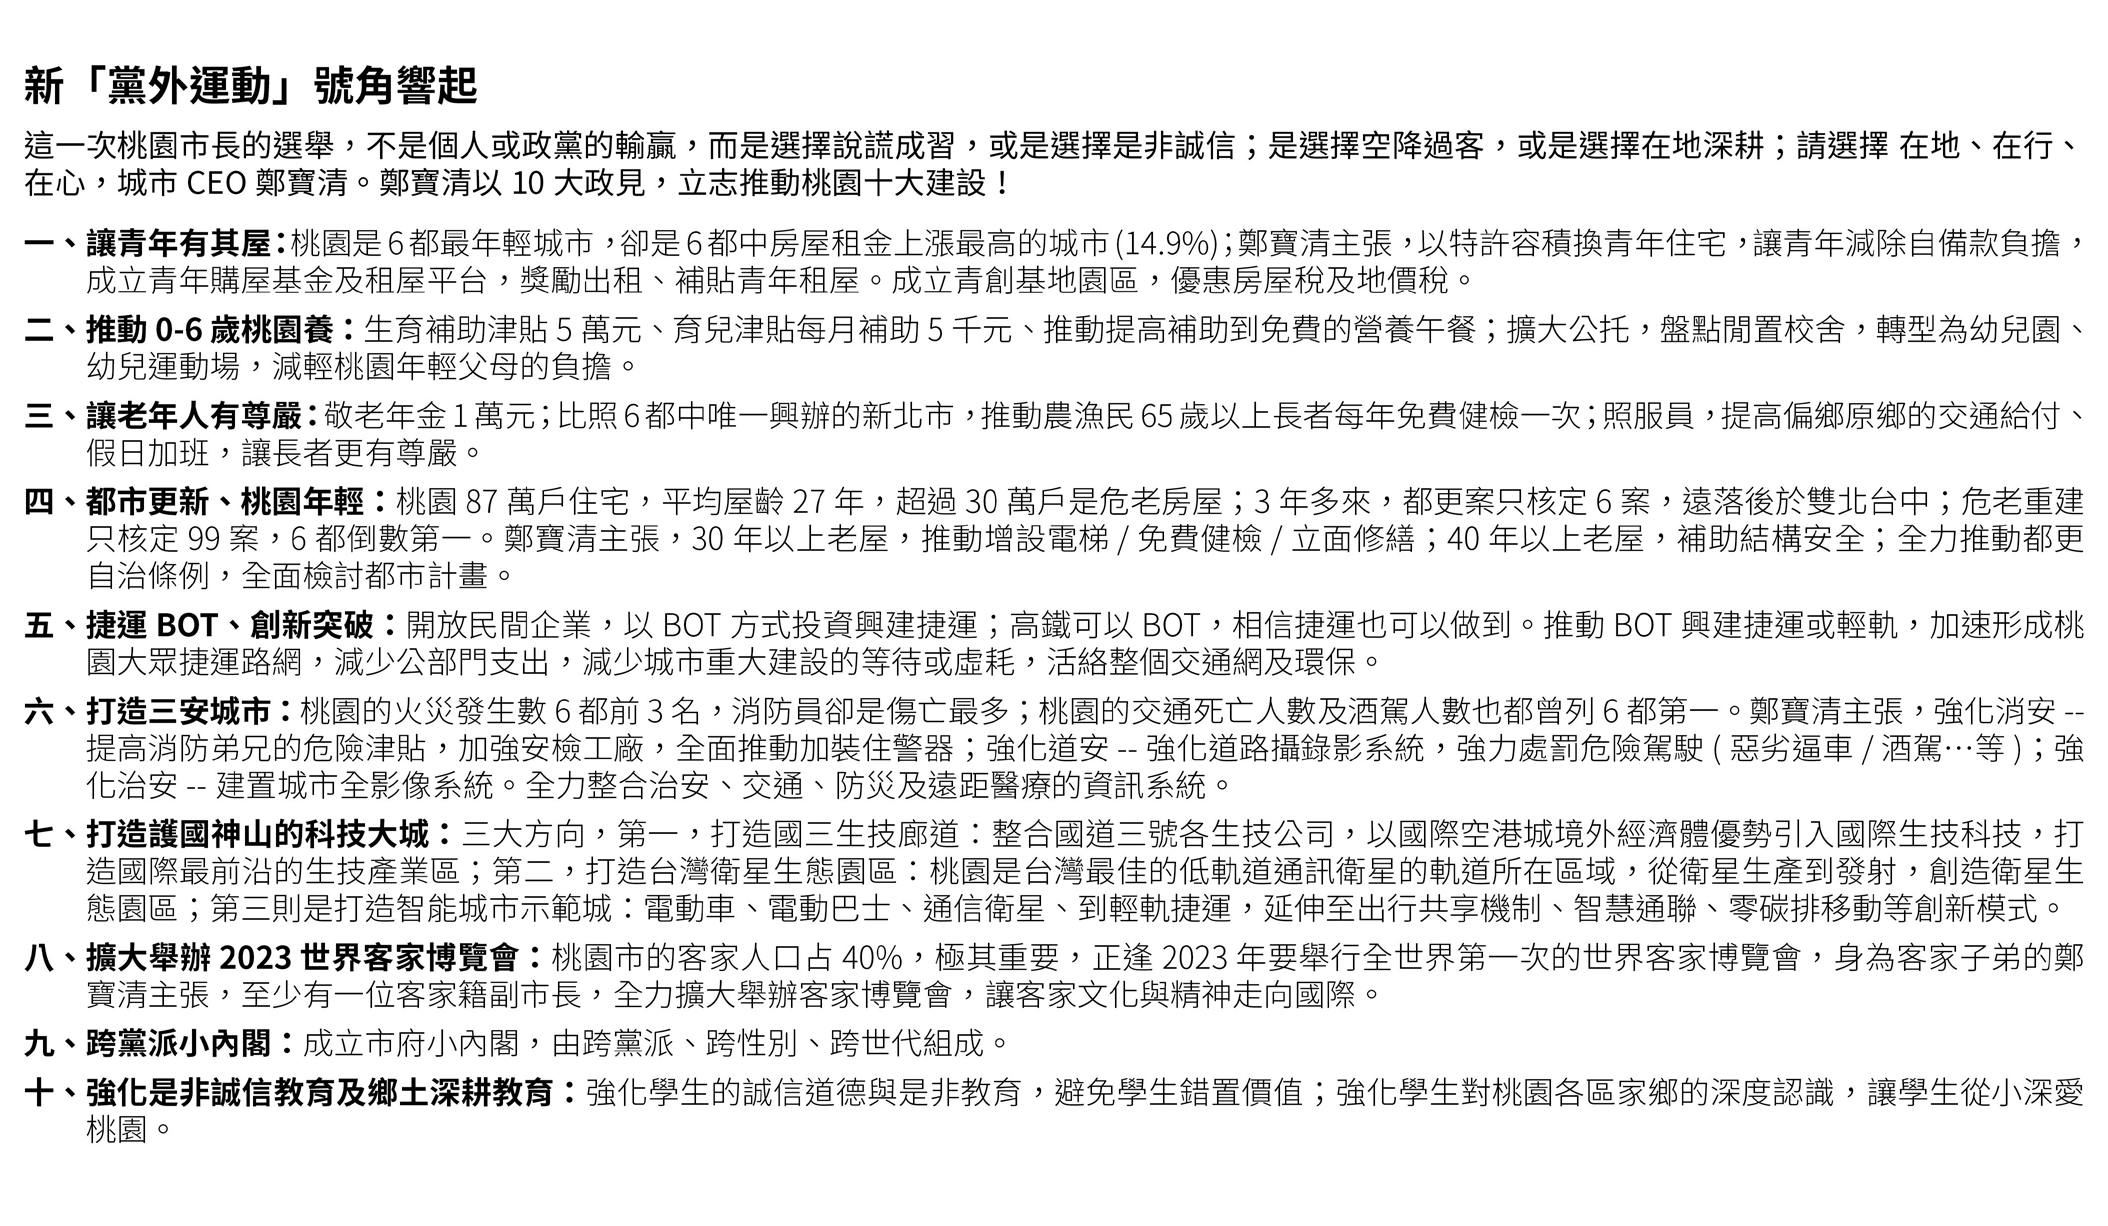 新「黨外運動」號角響起
這一次桃園市長的選舉，不是個人或政黨的輸贏，而是選擇說謊成習，或是選擇是非誠信；是選擇空降過客，或是選擇在地深耕；請選擇 在地、在行、
在心，城市 CEO 鄭寶清。鄭寶清以 10 大政見，立志推動桃園十大建設！
一、讓青年有其屋：桃園是6都最年輕城市，卻是6都中房屋租金上漲最高的城市(14.9%)；鄭寶清主張，以特許容積換青年住宅，讓青年減除自備款負擔，
成立青年購屋基金及租屋平台，獎勵出租、補貼青年租屋。成立青創基地園區，優惠房屋稅及地價稅。
二、推動 0-6 歲桃園養：生育補助津貼 5 萬元、育兒津貼每月補助 5 千元、推動提高補助到免費的營養午餐；擴大公托，盤點閒置校舍，轉型為幼兒園、
幼兒運動場，減輕桃園年輕父母的負擔。
三、讓老年人有尊嚴：敬老年金1萬元；比照6都中唯一興辦的新北市，推動農漁民65歲以上長者每年免費健檢一次；照服員，提高偏鄉原鄉的交通給付、
假日加班，讓長者更有尊嚴。
四、都市更新、桃園年輕：桃園 87 萬戶住宅，平均屋齡 27 年，超過 30 萬戶是危老房屋；3 年多來，都更案只核定 6 案，遠落後於雙北台中；危老重建
只核定 99 案，6 都倒數第一。鄭寶清主張，30 年以上老屋，推動增設電梯 / 免費健檢 / 立面修繕；40 年以上老屋，補助結構安全；全力推動都更
自治條例，全面檢討都市計畫。
五、捷運 BOT、創新突破：開放民間企業，以 BOT 方式投資興建捷運；高鐵可以 BOT，相信捷運也可以做到。推動 BOT 興建捷運或輕軌，加速形成桃
園大眾捷運路網，減少公部門支出，減少城市重大建設的等待或虛耗，活絡整個交通網及環保。
六、打造三安城市：桃園的火災發生數 6 都前 3 名，消防員卻是傷亡最多；桃園的交通死亡人數及酒駕人數也都曾列 6 都第一。鄭寶清主張，強化消安 --
提高消防弟兄的危險津貼，加強安檢工廠，全面推動加裝住警器；強化道安 -- 強化道路攝錄影系統，強力處罰危險駕駛 ( 惡劣逼車 / 酒駕…等 )；強
化治安 -- 建置城市全影像系統。全力整合治安、交通、防災及遠距醫療的資訊系統。
七、打造護國神山的科技大城：三大方向，第一，打造國三生技廊道：整合國道三號各生技公司，以國際空港城境外經濟體優勢引入國際生技科技，打
造國際最前沿的生技產業區；第二，打造台灣衛星生態園區：桃園是台灣最佳的低軌道通訊衛星的軌道所在區域，從衛星生產到發射，創造衛星生
態園區；第三則是打造智能城市示範城：電動車、電動巴士、通信衛星、到輕軌捷運，延伸至出行共享機制、智慧通聯、零碳排移動等創新模式。
八、擴大舉辦 2023 世界客家博覽會：桃園市的客家人口占 40%，極其重要，正逢 2023 年要舉行全世界第一次的世界客家博覽會，身為客家子弟的鄭
寶清主張，至少有一位客家籍副市長，全力擴大舉辦客家博覽會，讓客家文化與精神走向國際。
九、跨黨派小內閣：成立市府小內閣，由跨黨派、跨性別、跨世代組成。
十、強化是非誠信教育及鄉土深耕教育：強化學生的誠信道德與是非教育，避免學生錯置價值；強化學生對桃園各區家鄉的深度認識，讓學生從小深愛
桃園。